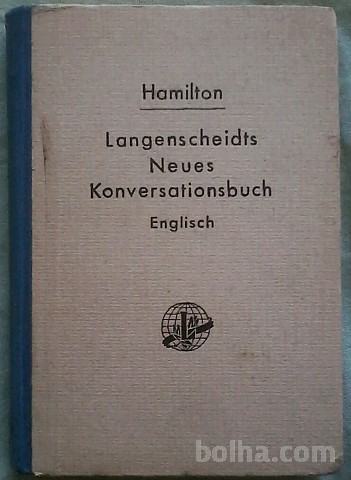 Hamilton
Langenscheidts
Neues
Konversationsbuch
Englisch
bolha.com